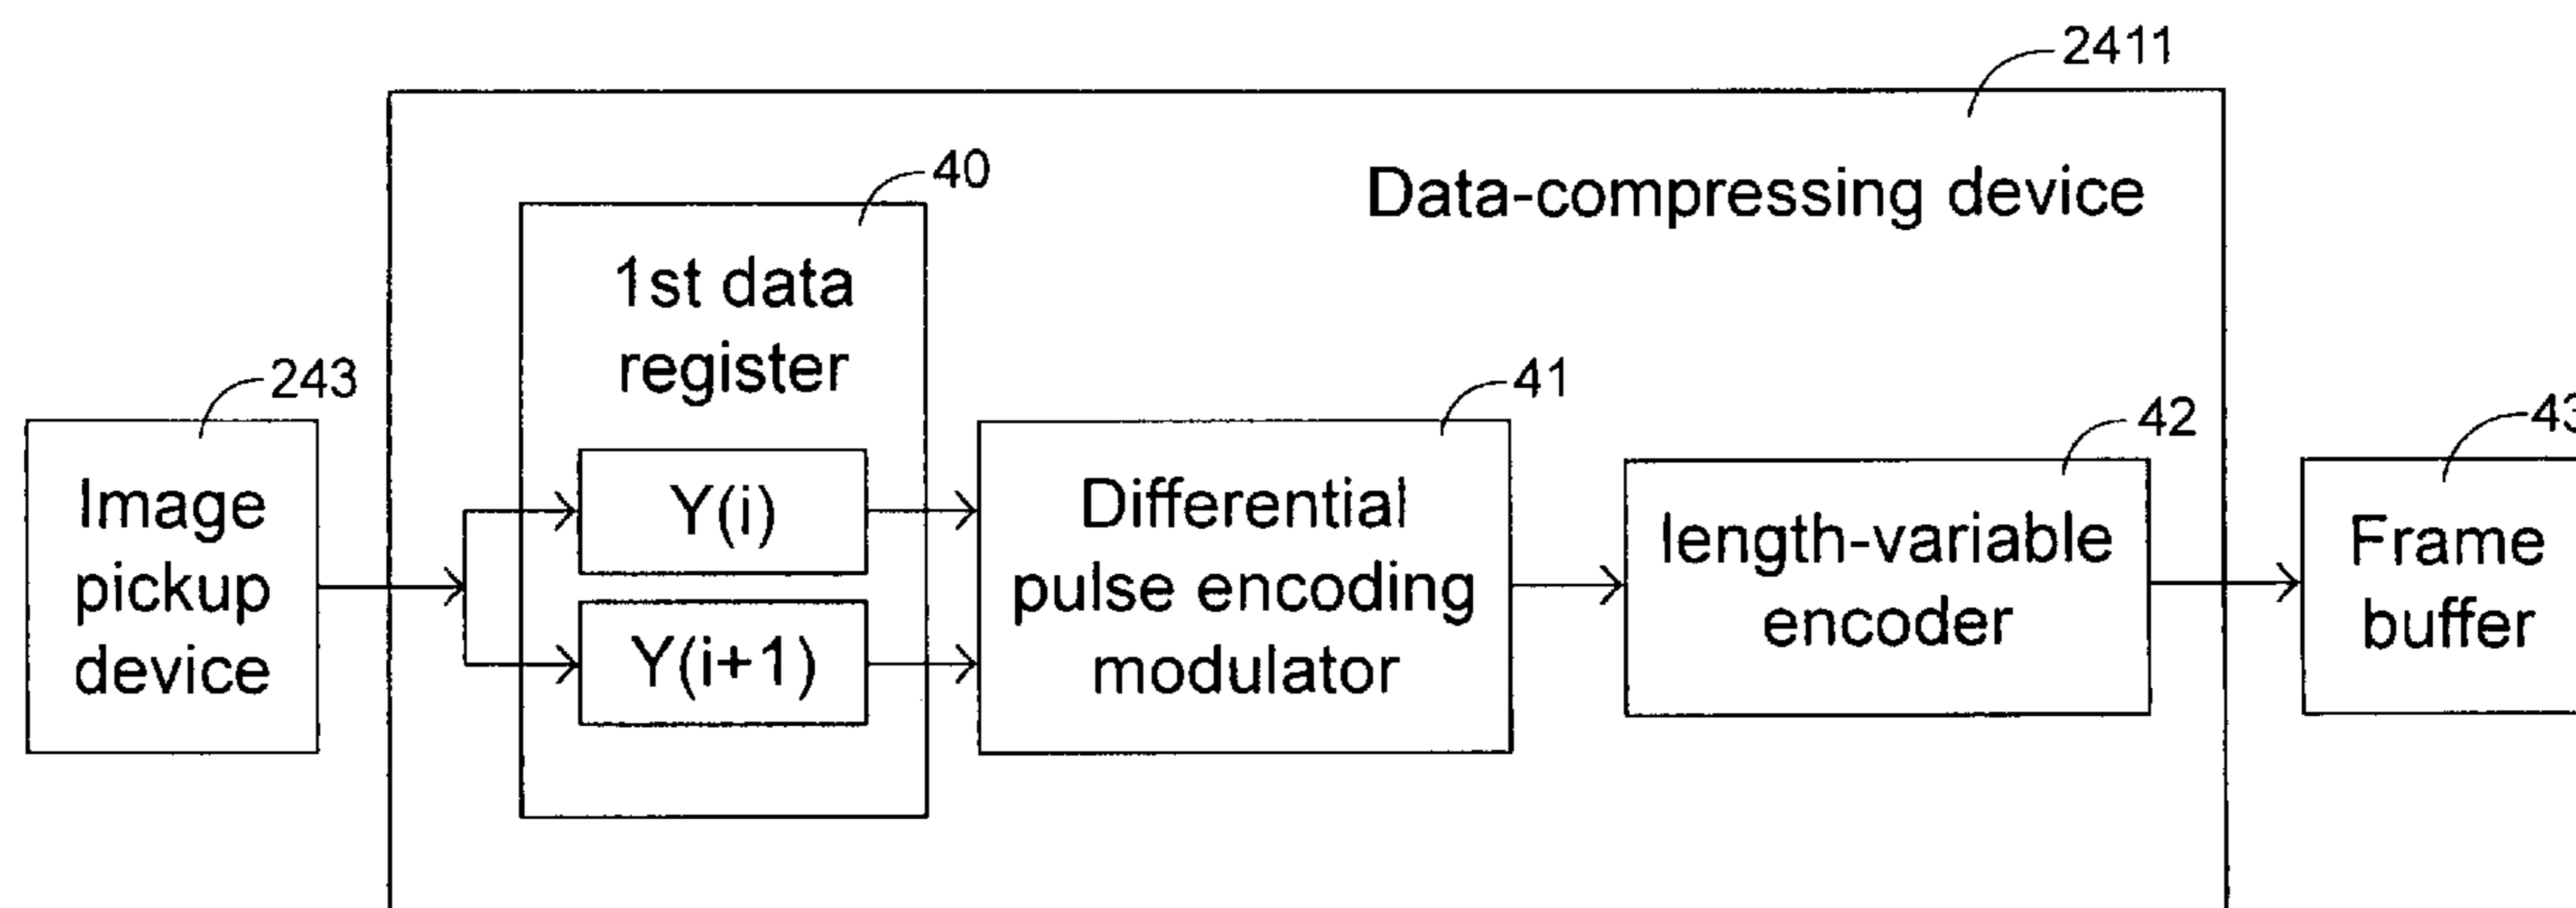 2411
Data-compressing device
40
1st data
register
243
Image
pickup
device
Y(i)
Y(i+1)
41
Differential
pulse encoding
modulator
42
length-variable
encoder
43
Frame
buffer